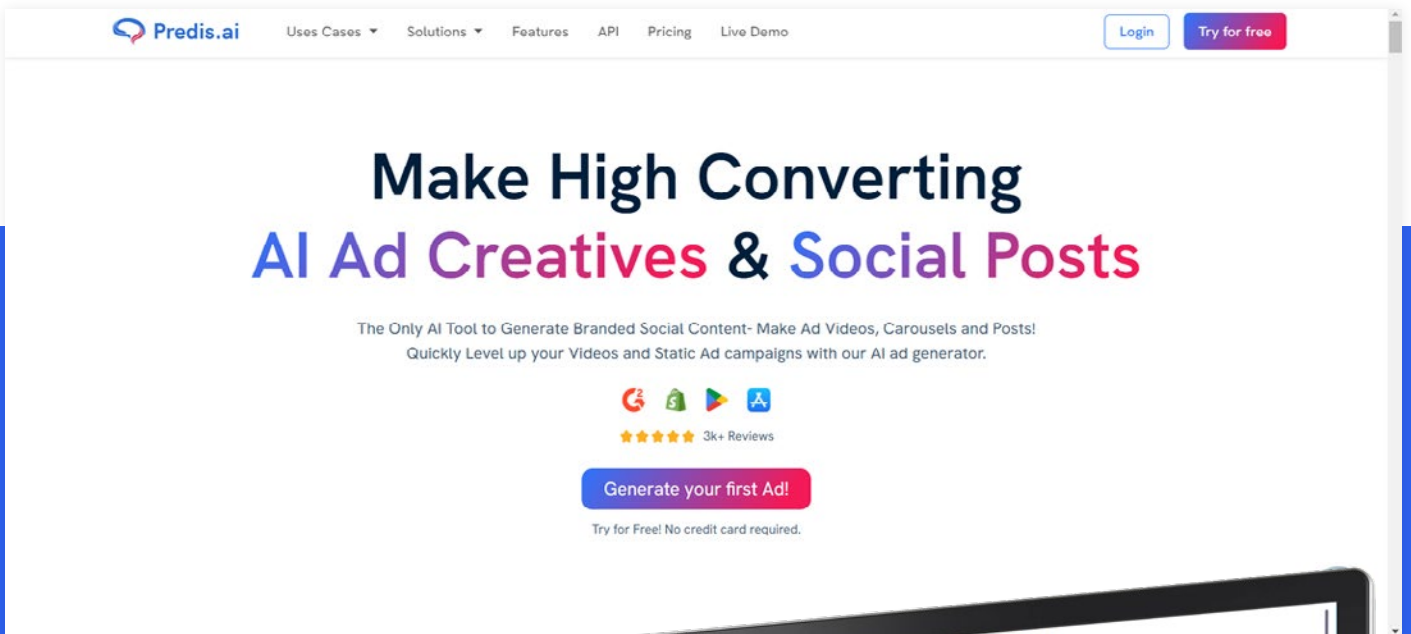 Predis.ai
Uses Cases
Solutions
Features
API
Pricing
Live Demo
Login
Try for free
Make High Converting
AI Ad Creatives & Social Posts
The Only AI Tool to Generate Branded Social Content- Make Ad Videos, Carousels and Posts!
Quickly Level up your Videos and Static Ad campaigns with our AI ad generator.
3k+ Reviews
Generate your first Ad!
Try for Free! No credit card required.